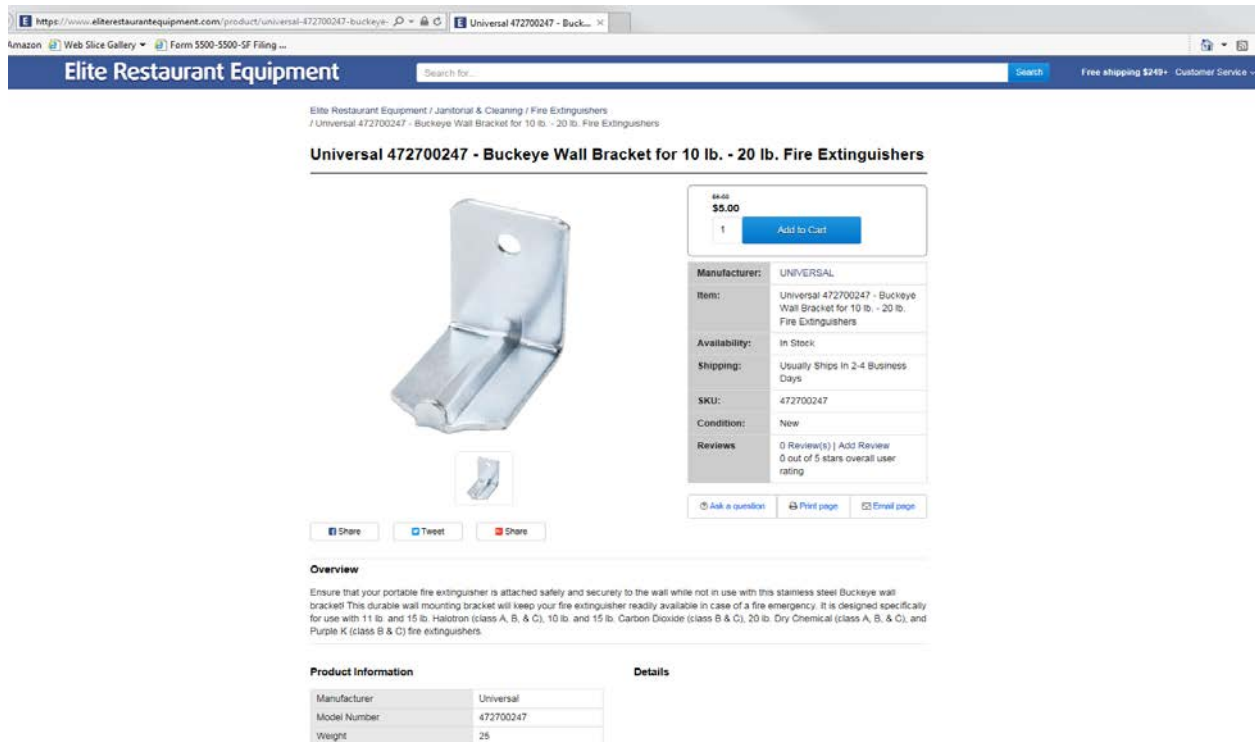 https://www.eliterestaurantequipment.com/product/universal-472700247-buckeye-
Universal 472700247 - Buck...
Amazon Web Slice Gallery Form 5500-5500-SF Filing ...
Elite Restaurant Equipment
Search for...
Search
Free shipping $249+ Customer Service
Elite Restaurant Equipment / Janitorial & Cleaning / Fire Extinguishers
/ Universal 472700247 - Buckeye Wall Bracket for 10 lb. - 20 lb. Fire Extinguishers
Universal 472700247 - Buckeye Wall Bracket for 10 lb. - 20 lb. Fire Extinguishers
$5.00
1 Add to Cart
Manufacturer: UNIVERSAL
Item: Universal 472700247 - Buckeye
Wall Bracket for 10 lb. - 20 lb.
Fire Extinguishers
Availability: In Stock
Shipping: Usually Ships in 2-4 Business
Days
SKU: 472700247
Condition: New
Reviews 0 Review(s) | Add Review
0 out of 5 stars overall user
rating
Ask a question Print page Email page
Share Tweet Share
Overview
Ensure that your portable fire extinguisher is attached safely and securely to the wall while not in use with this stainless steel Buckeye wall
bracket! This durable wall mounting bracket will keep your fire extinguisher readily available in case of a fire emergency. It is designed specifically
for use with 11 lb. and 15 lb. Halotron (class A, B, & C), 10 lb. and 15 lb. Carbon Dioxide (class B & C), 20 lb. Dry Chemical (class A, B, & C), and
Purple K (class B & C) fire extinguishers.
Product Information
Details
Manufacturer Universal
Model Number 472700247
Weight 25